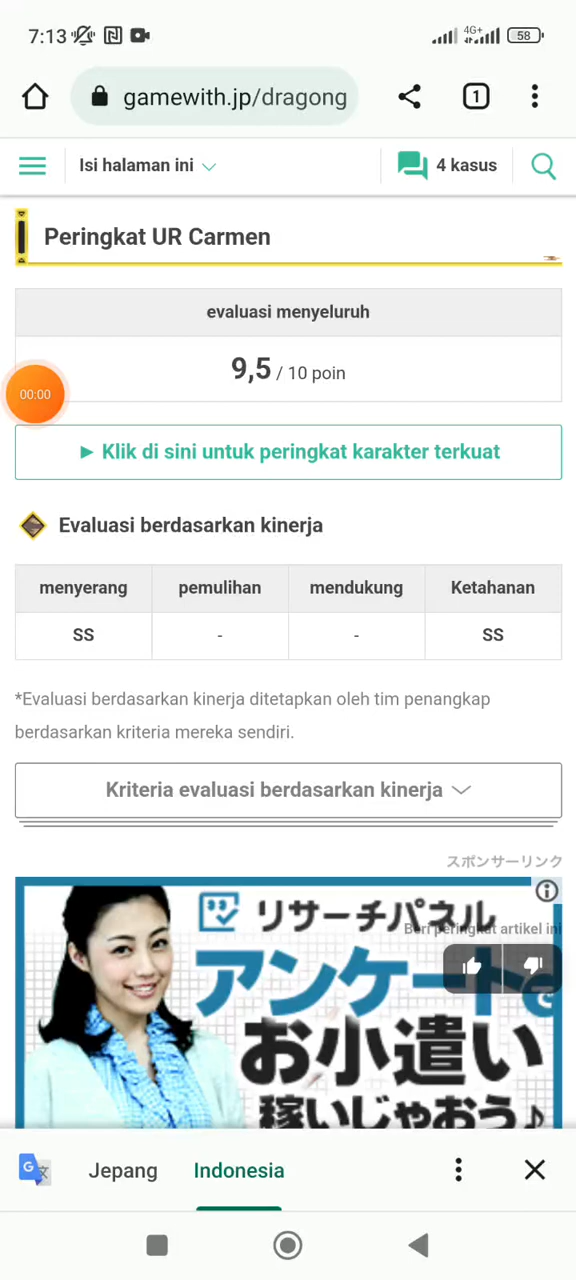 7:13
4G+
58
gamewith.jp/dragong
1
Isi halaman ini
4 kasus
Peringkat UR Carmen
evaluasi menyeluruh
9,5 / 10 poin
00:00
► Klik di sini untuk peringkat karakter terkuat
Evaluasi berdasarkan kinerja
menyerang pemulihan mendukung Ketahanan
SS - - SS
*Evaluasi berdasarkan kinerja ditetapkan oleh tim penangkap
berdasarkan kriteria mereka sendiri.
Kriteria evaluasi berdasarkan kinerja
スポンサーリンク
リサーチパネル
Beri peringkat artikel ini
アンケートで
お小遣い
稼いじゃおう♪
Jepang Indonesia